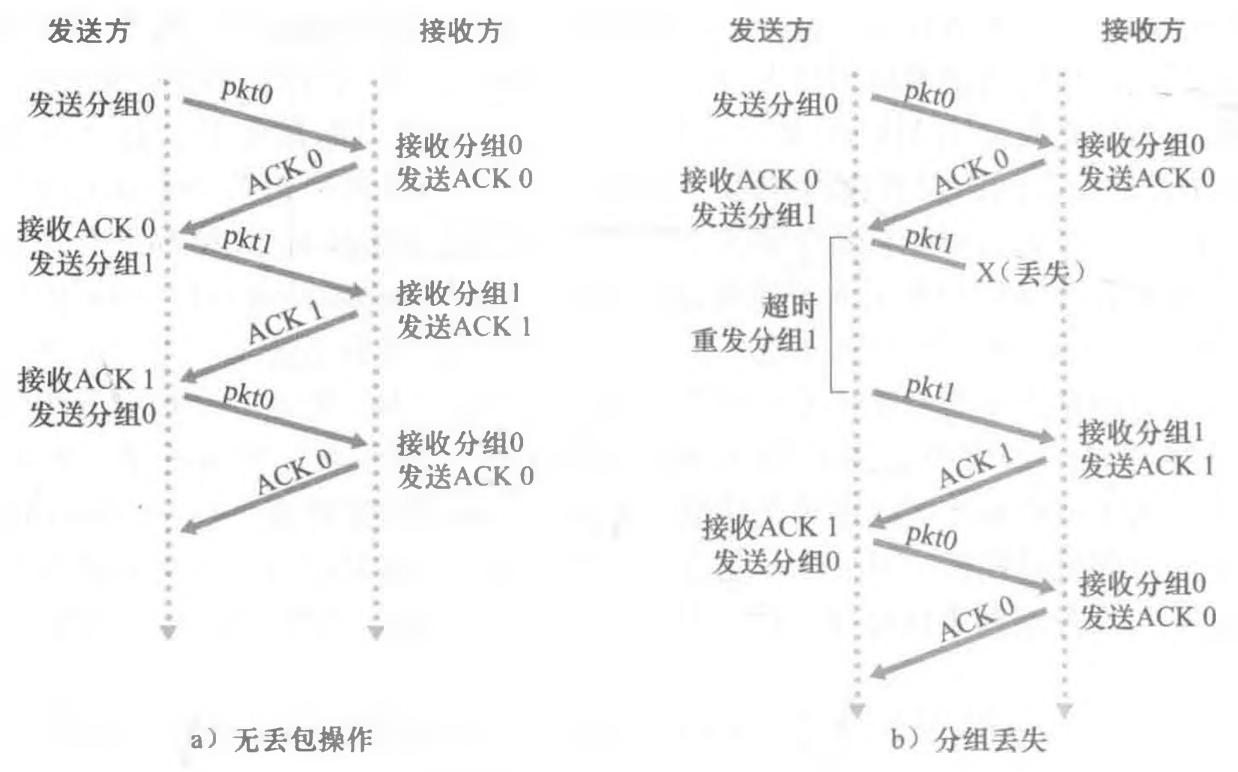 发送方
接收方
发送分组0
pkt0
接收分组0
ACK 0
发送ACK 0
接收ACK 0
pkt1
发送分组1
接收分组1
ACK 1
发送ACK 1
接收ACK 1
pkt0
发送分组0
接收分组0
ACK 0
发送ACK 0
a）无丢包操作
发送方
接收方
发送分组0
pkt0
接收分组0
ACK 0
发送ACK 0
接收ACK 0
发送分组1
pkt1
X（丢失）
超时
重发分组1
pkt1
接收分组1
ACK 1
发送ACK 1
接收ACK 1
pkt0
发送分组0
接收分组0
ACK 0
发送ACK 0
b）分组丢失